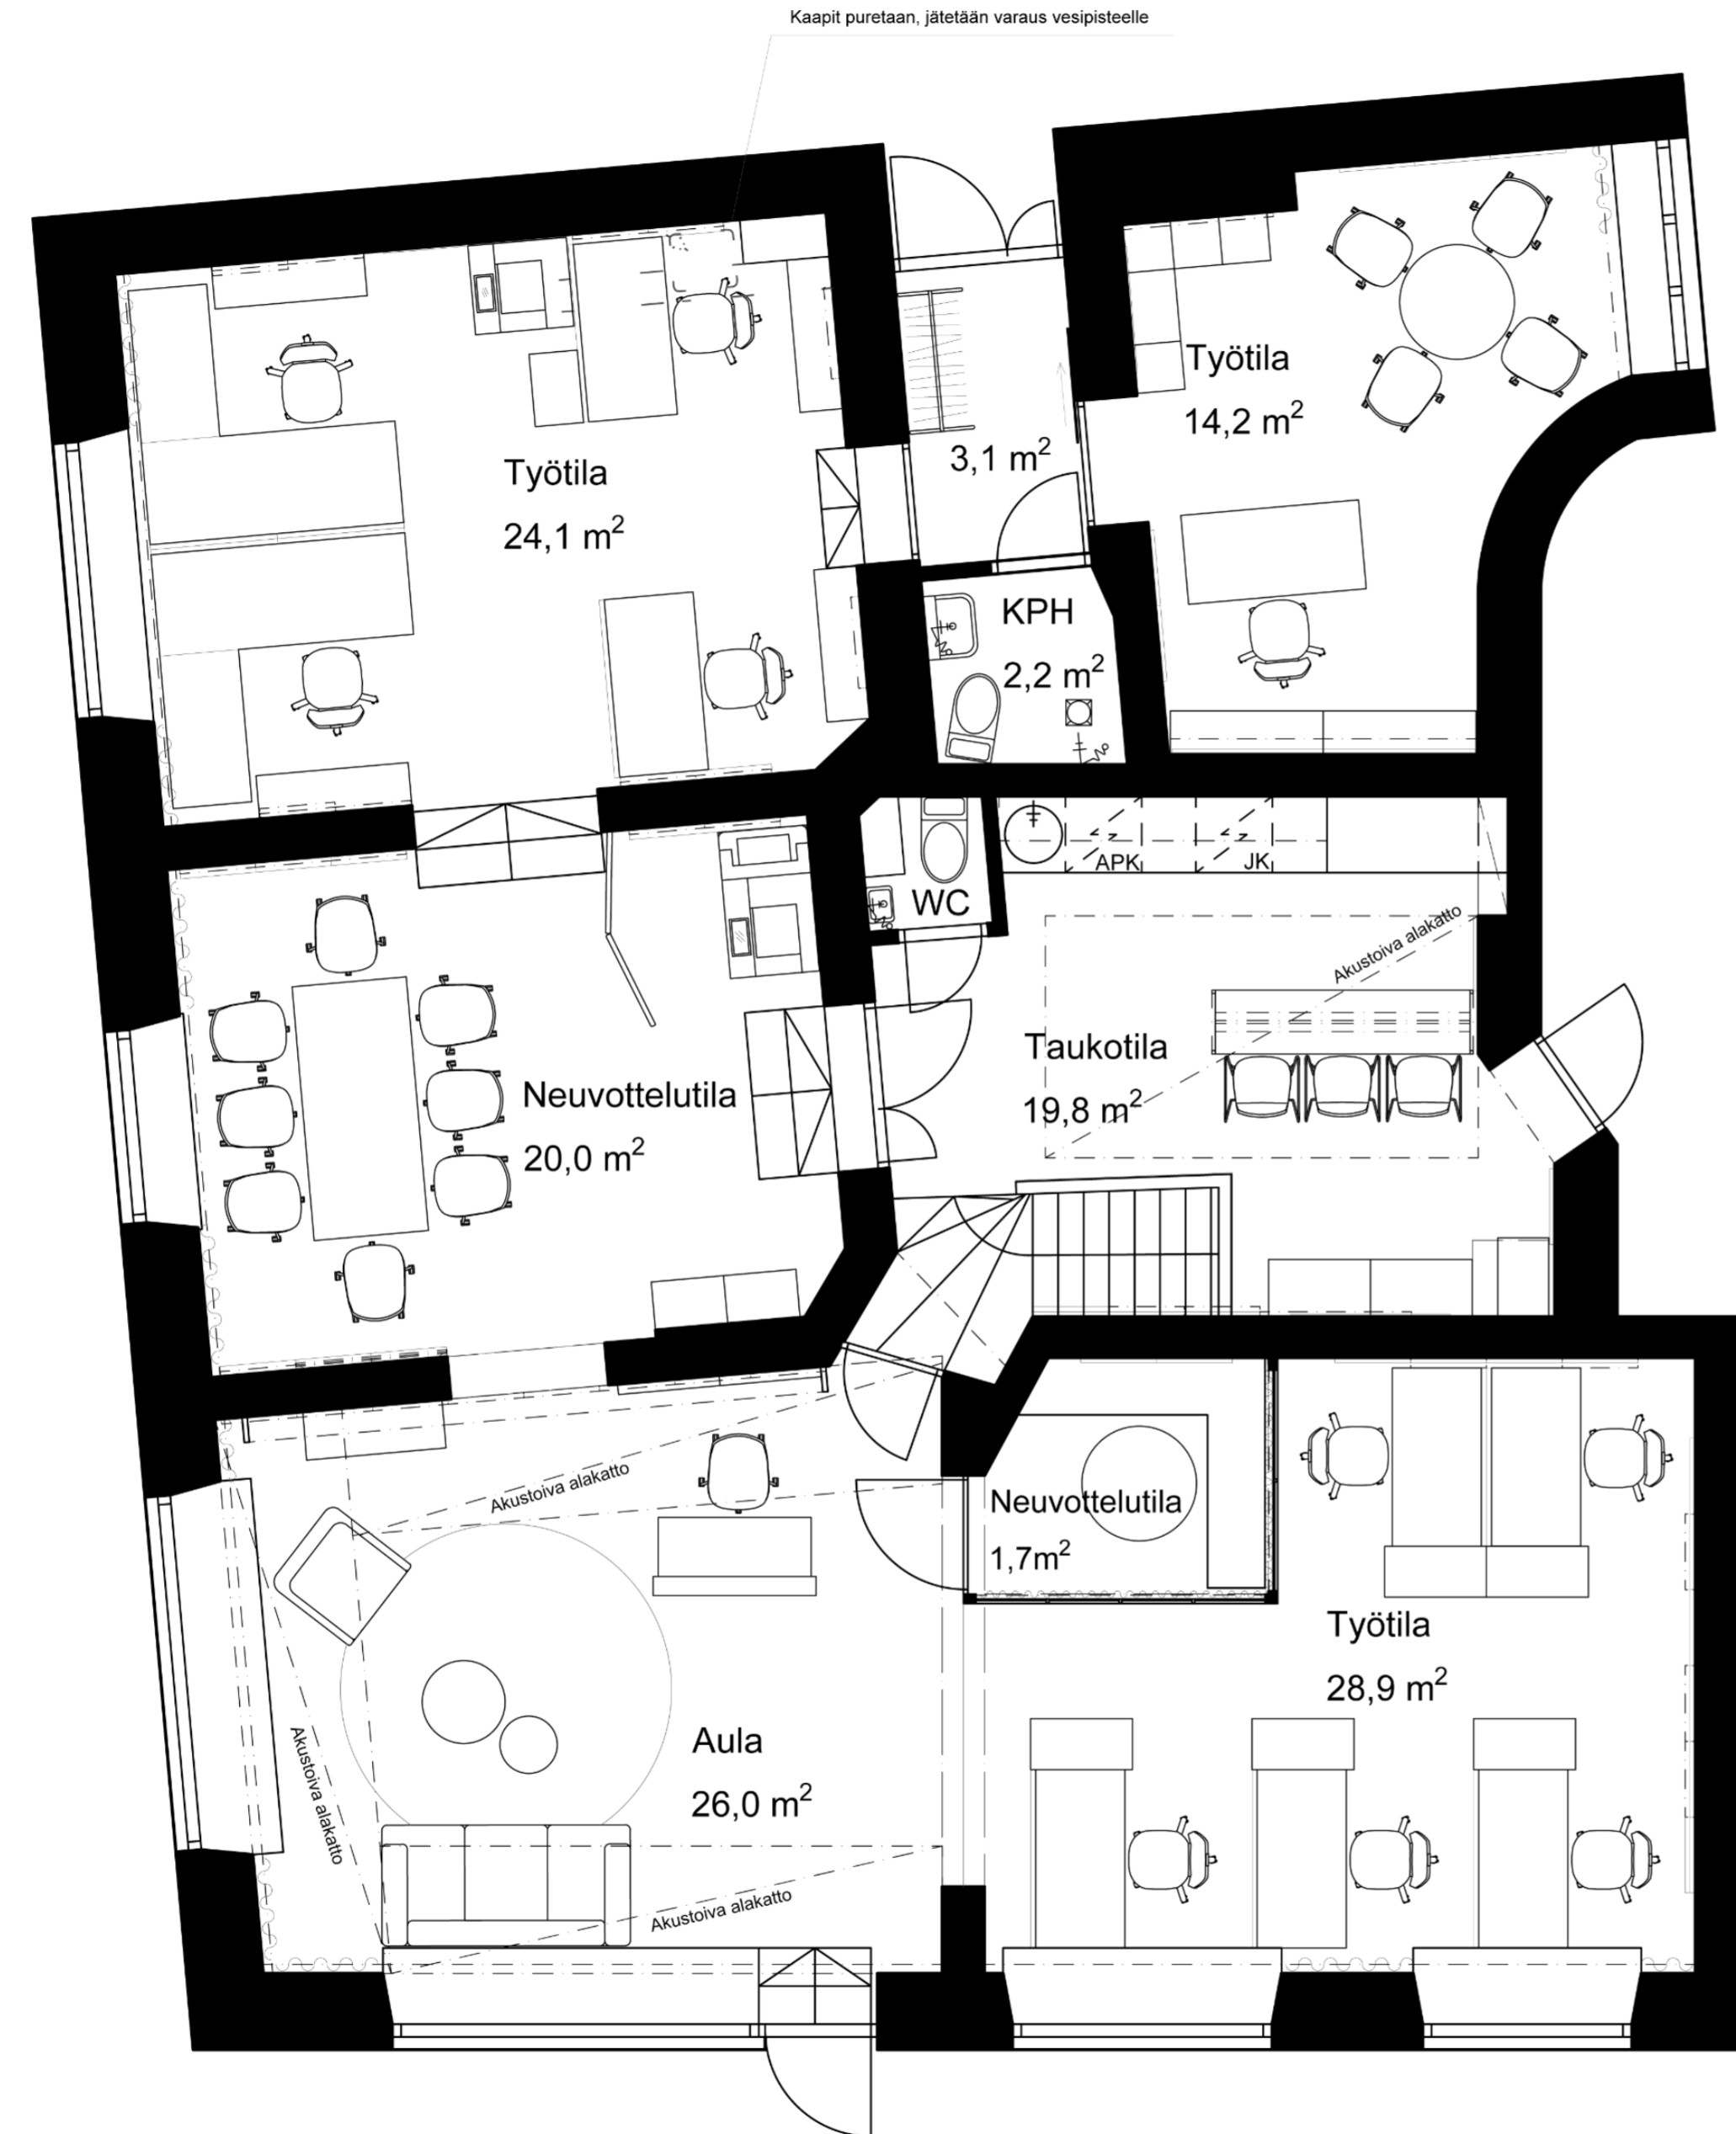 Kaapit puretaan, jätetään varaus vesipisteelle
Työtila
14,2 m²
Työtila
24,1 m²
3,1 m²
KPH
2,2 m²
APK
JK
WC
Akustoiva alakatto
Taukotila
19,8 m²
Neuvottelutila
20,0 m²
Akustoiva alakatto
Neuvottelutila
1,7m²
Työtila
28,9 m²
Aula
26,0 m²
Akustoiva alakatto
Akustoiva alakatto